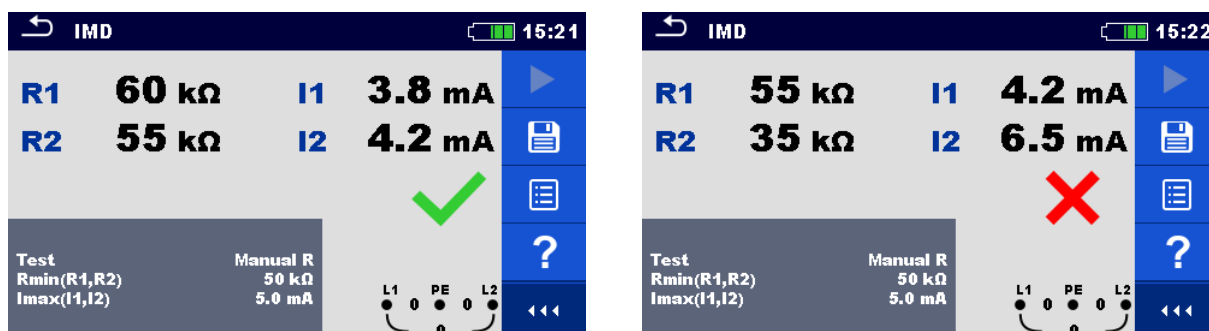 IMD 15:21
R1 60 kΩ I1 3.8 mA
R2 55 kΩ I2 4.2 mA
Test Manual R
Rmin(R1,R2) 50 kΩ
Imax(I1,I2) 5.0 mA
L1 PE L2
0 0
0
?
IMD 15:22
R1 55 kΩ I1 4.2 mA
R2 35 kΩ I2 6.5 mA
Test Manual R
Rmin(R1,R2) 50 kΩ
Imax(I1,I2) 5.0 mA
L1 PE L2
0 0
0
?